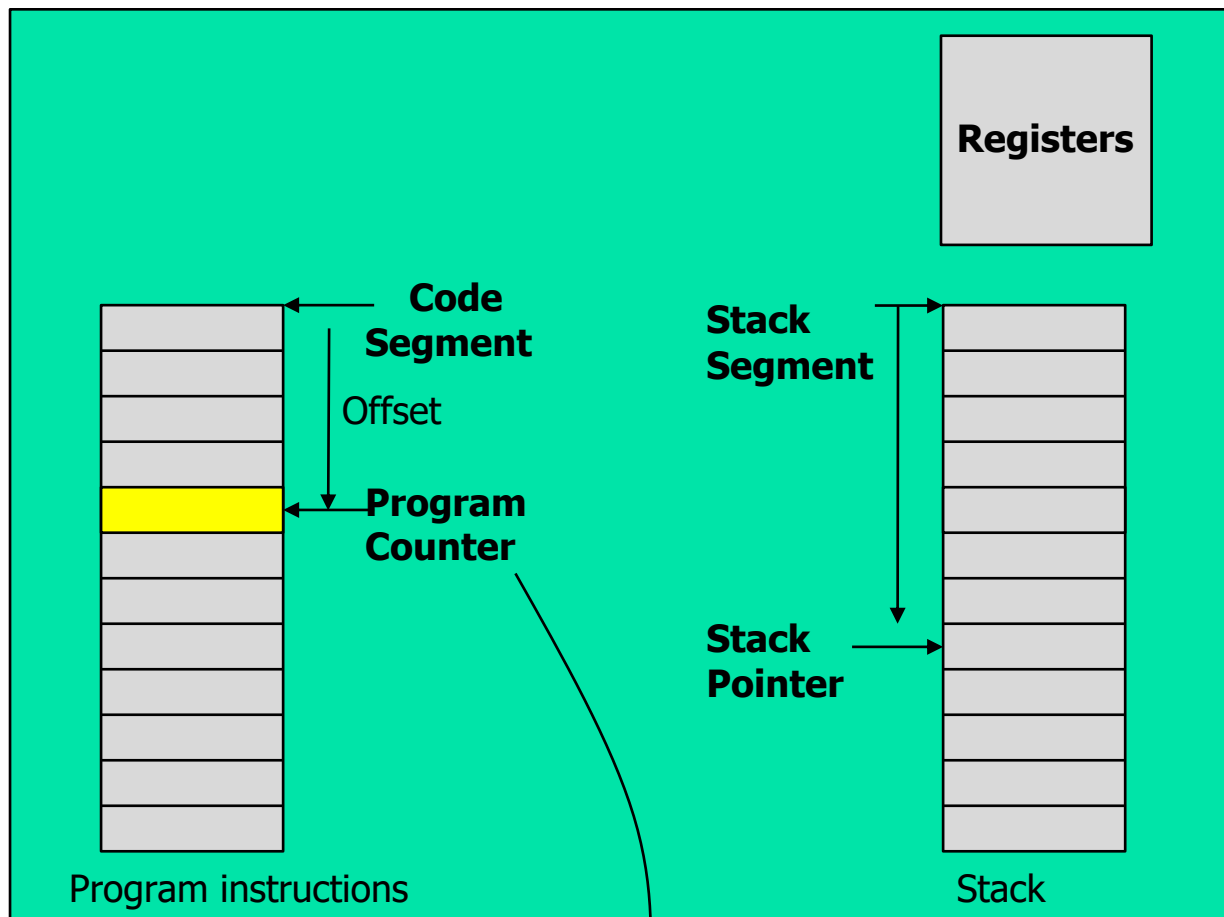 Registers
Code
Segment
Offset
Program
Counter
Program instructions
Stack
Segment
Stack
Pointer
Stack